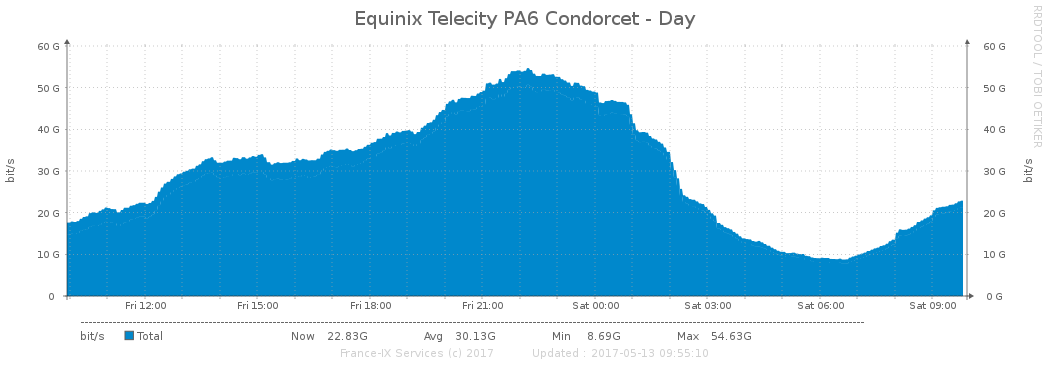 Equinix Telecity PA6 Condorcet - Day
RRDTOOL / TOBI OETIKER
60 G 60 G
50 G 50 G
40 G 40 G
30 G 30 G
20 G 20 G
10 G 10 G
0 0 G
bit/s bit/s
Fri 12:00 Fri 15:00 Fri 18:00 Fri 21:00 Sat 00:00 Sat 03:00 Sat 06:00 Sat 09:00
bit/s Total Now 22.83G Avg 30.13G Min 8.69G Max 54.63G
France-IX Services (c) 2017 Updated : 2017-05-13 09:55:10